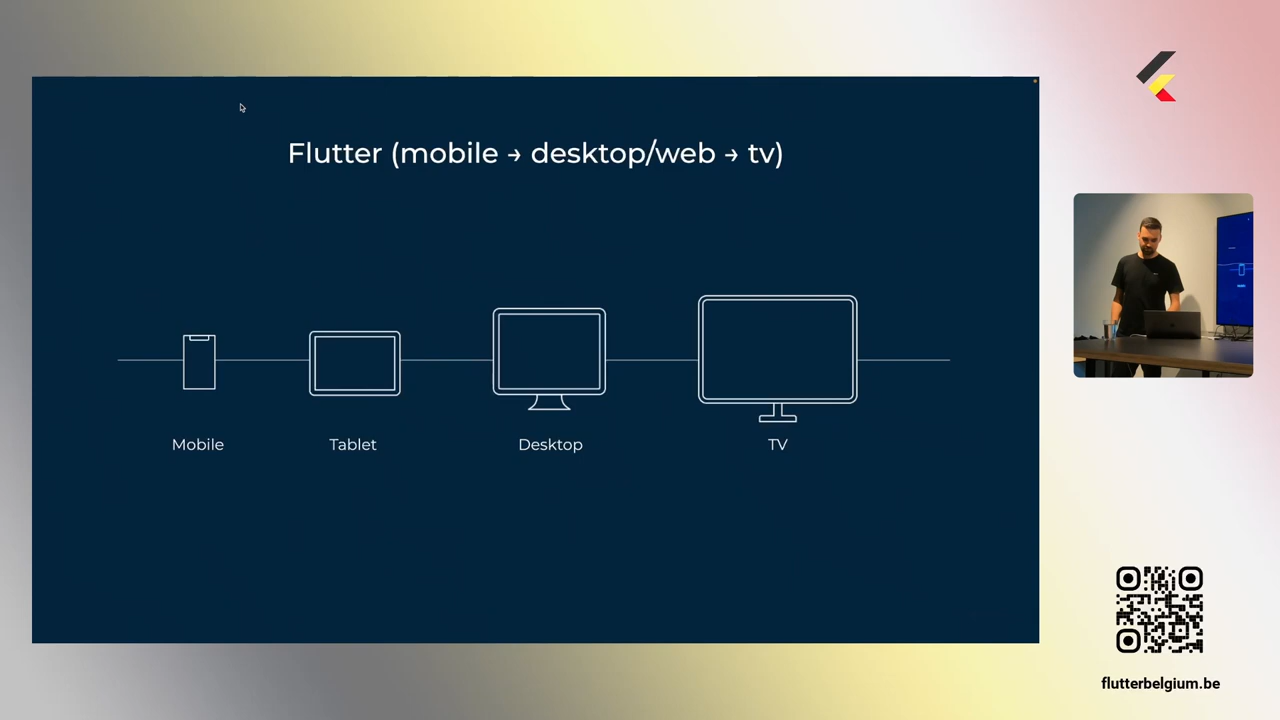 Flutter (mobile → desktop/web → tv)
Mobile
Tablet
Desktop
TV
flutterbelgium.be